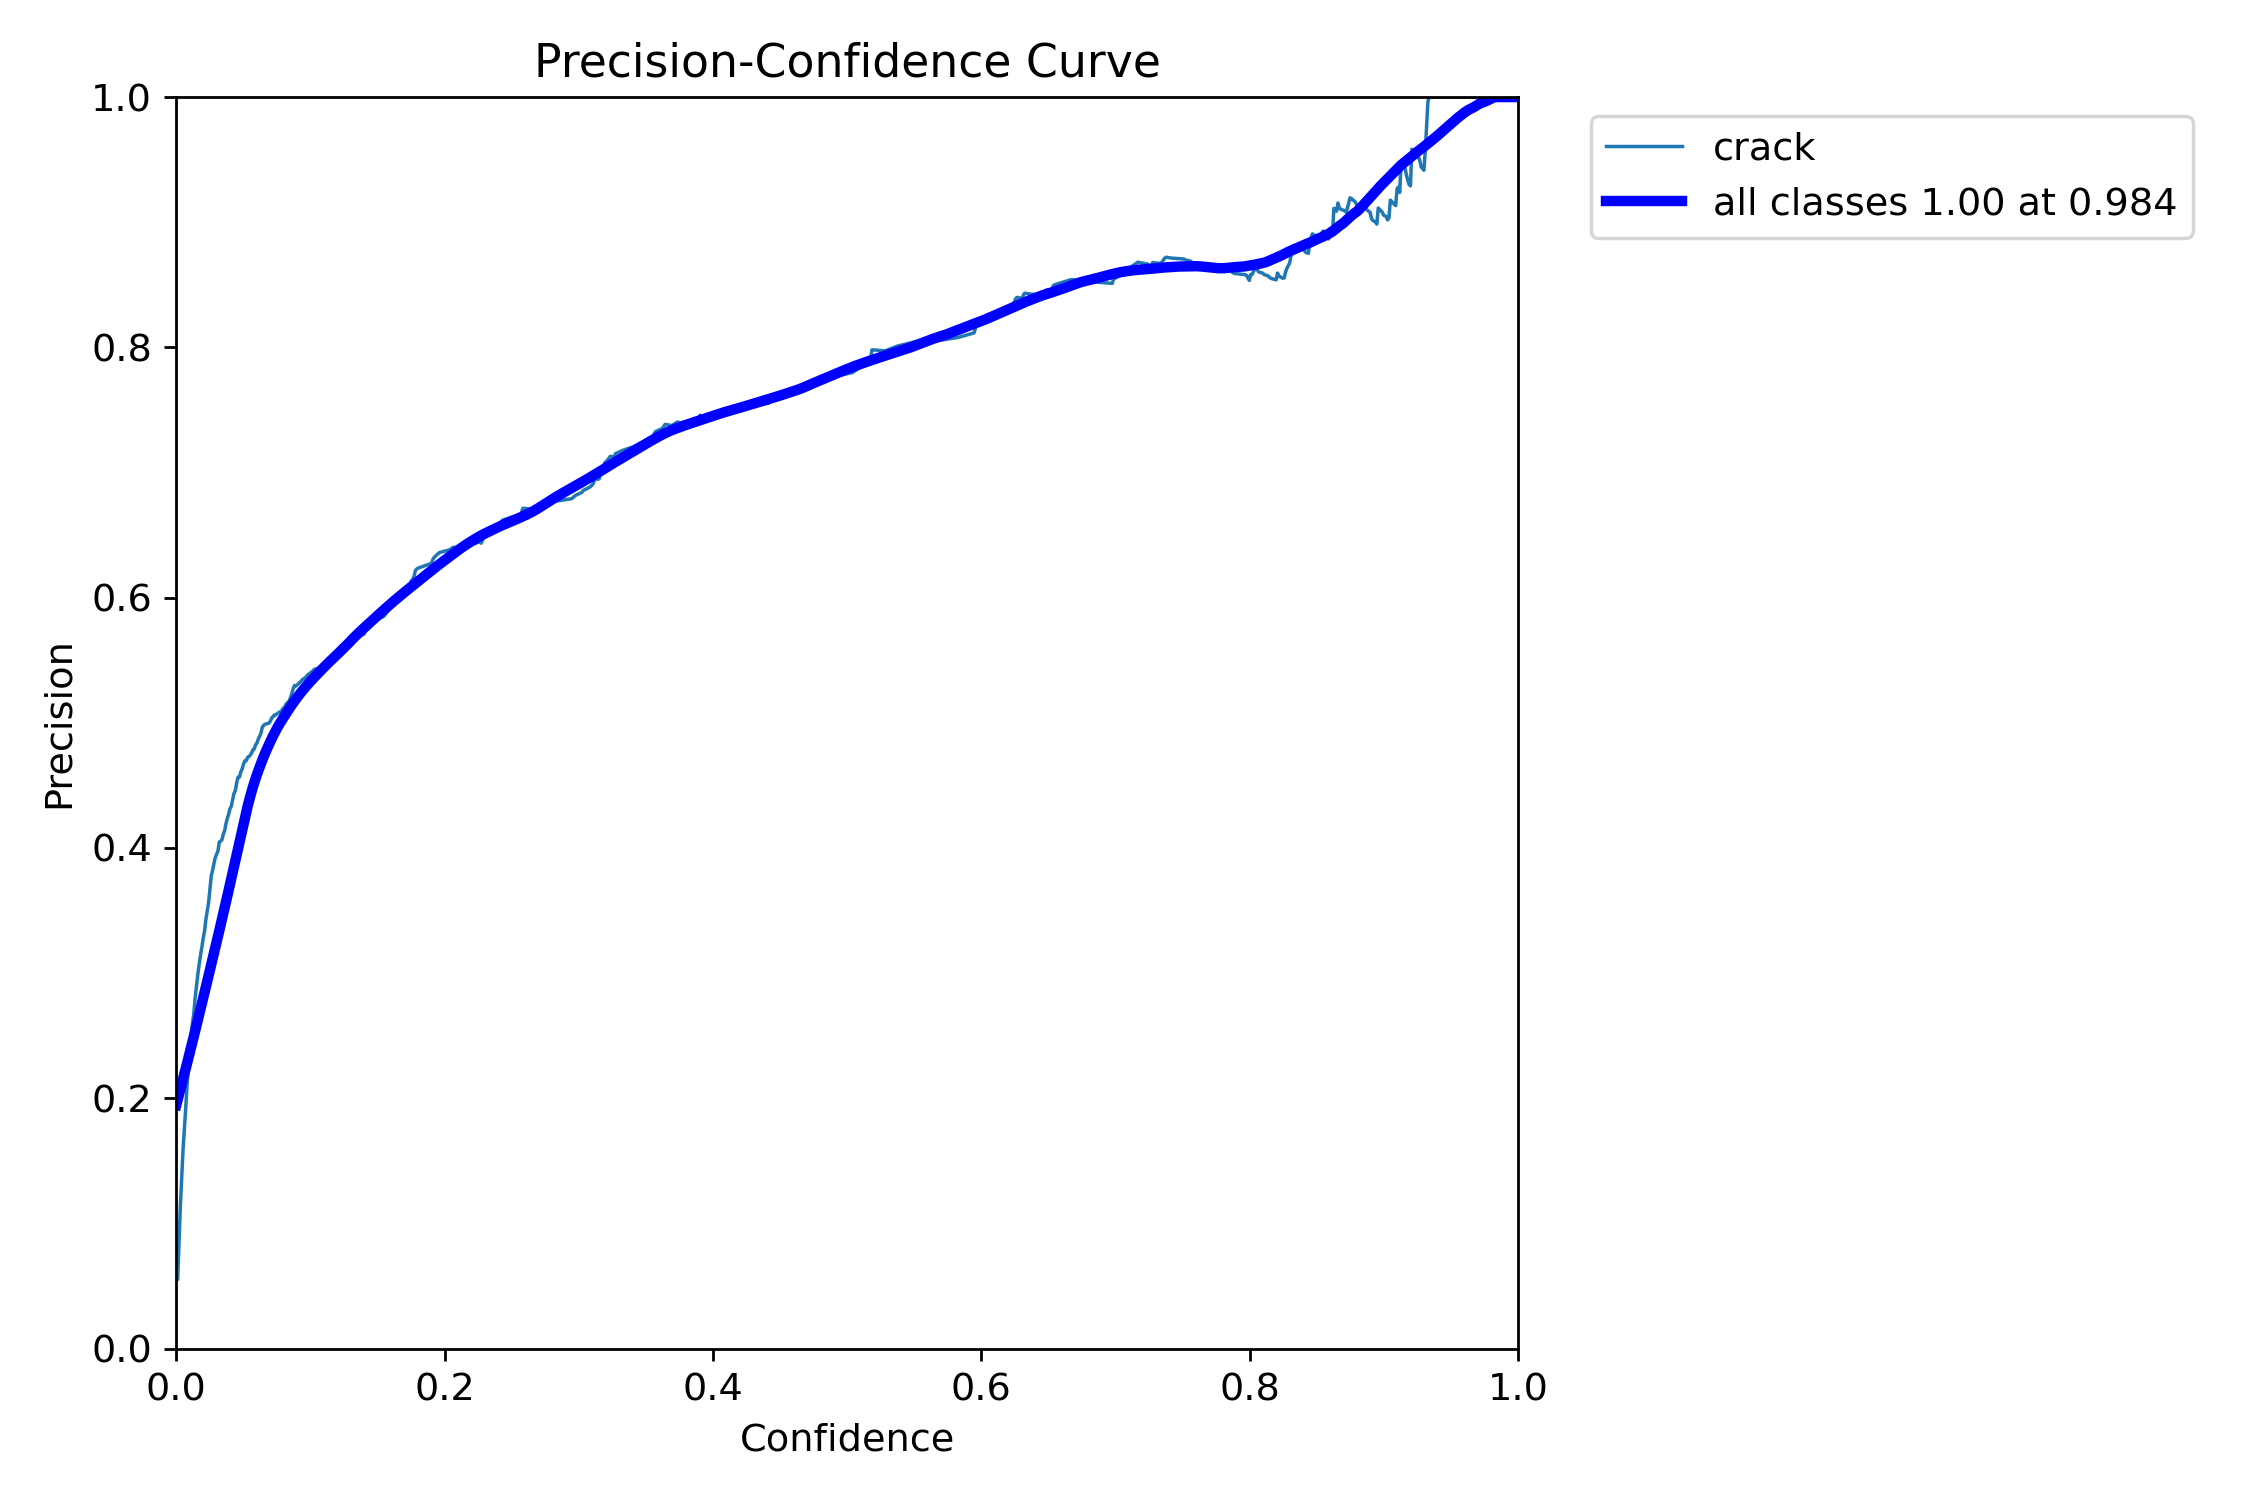 Precision-Confidence Curve
1.0
0.8
0.6
0.4
0.2
0.0
Precision
0.0 0.2 0.4 0.6 0.8 1.0
Confidence
crack
all classes 1.00 at 0.984